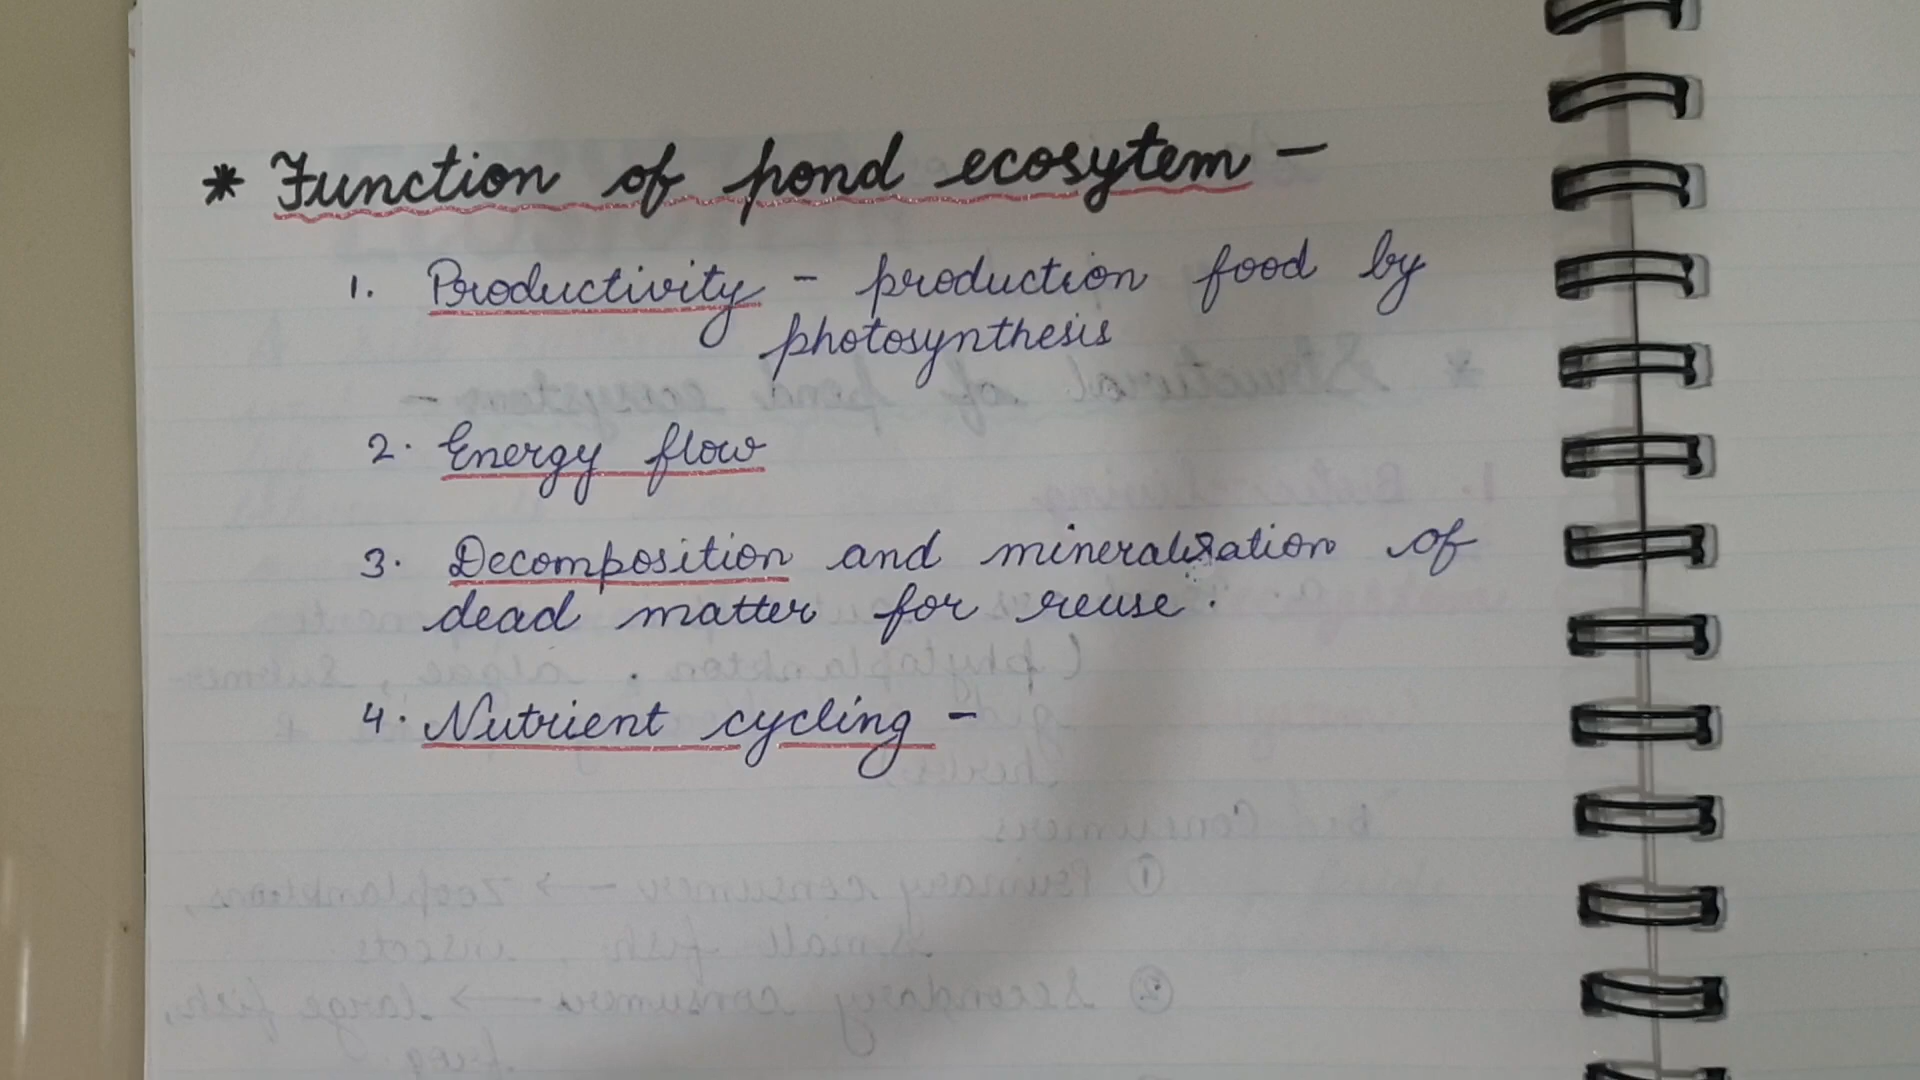 * Function of pond ecosytem -
1. Productivity - production food by
photosynthesis
2. Energy flow
3. Decomposition and mineralisation of
dead matter for reuse.
4. Nutrient cycling -